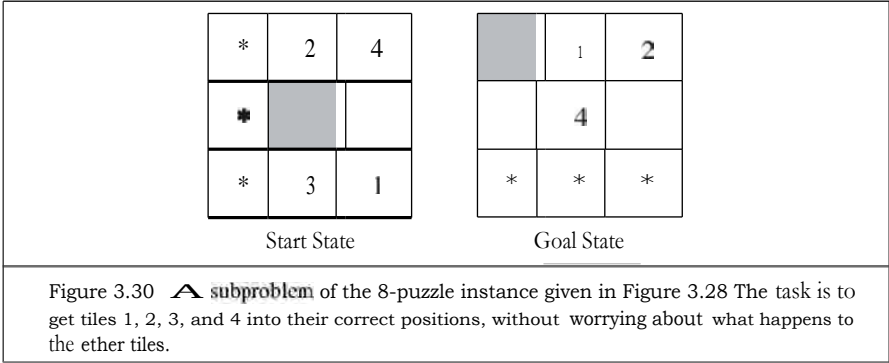 * 2 4
1 2
*
4
* 3 1
* * *
Start State
Goal State
Figure 3.30 A subproblem of the 8-puzzle instance given in Figure 3.28 The task is to
get tiles 1, 2, 3, and 4 into their correct positions, without worrying about what happens to
the ether tiles.